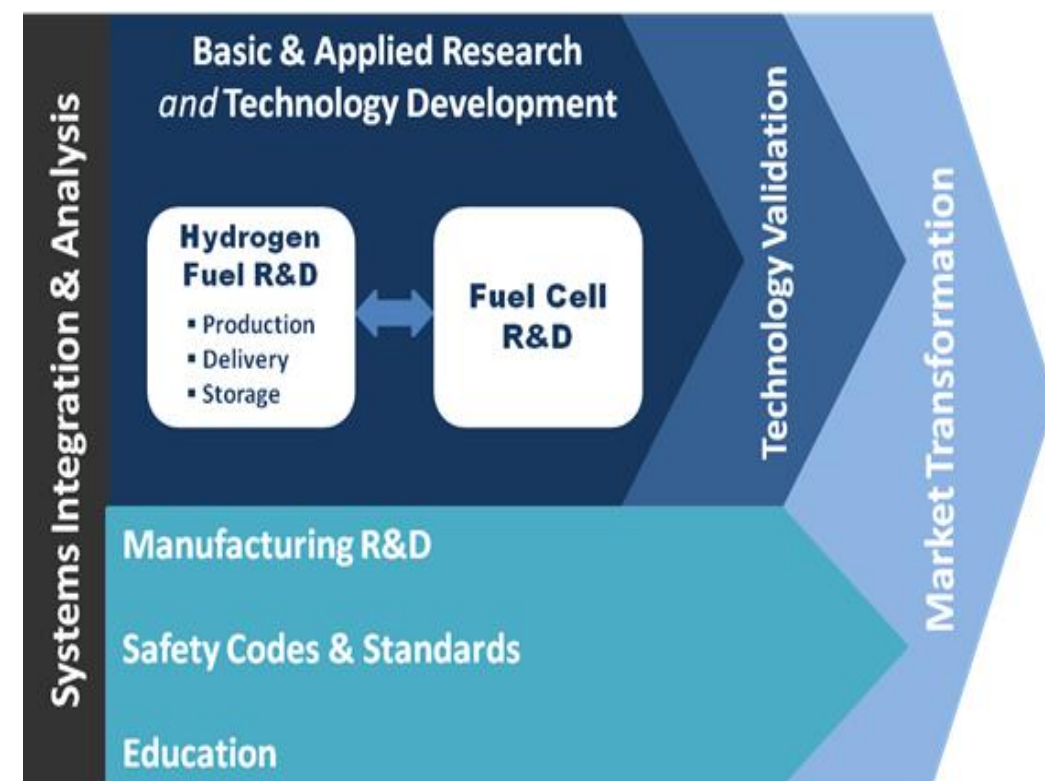 Systems Integration & Analysis
Basic & Applied Research
and Technology Development
Hydrogen
Fuel R&D
▪ Production
▪ Delivery
▪ Storage
Fuel Cell
R&D
Technology Validation
Market Transformation
Manufacturing R&D
Safety Codes & Standards
Education